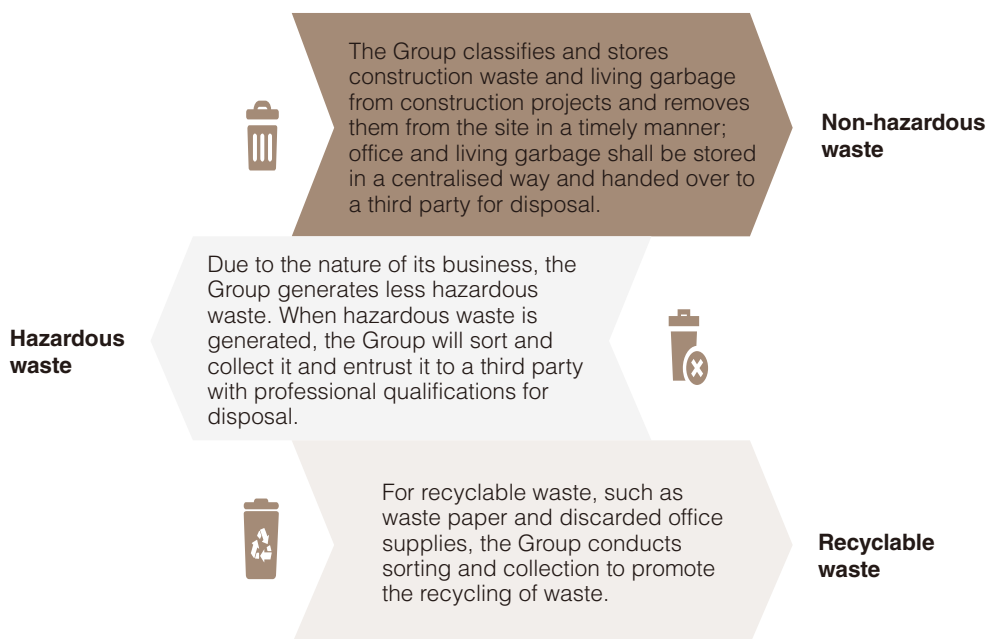 The Group classifies and stores
construction waste and living garbage
from construction projects and removes
them from the site in a timely manner;
office and living garbage shall be stored
in a centralised way and handed over to
a third party for disposal.
Non-hazardous
waste
Due to the nature of its business, the
Group generates less hazardous
waste. When hazardous waste is
generated, the Group will sort and
collect it and entrust it to a third party
with professional qualifications for
disposal.
Hazardous
waste
For recyclable waste, such as
waste paper and discarded office
supplies, the Group conducts
sorting and collection to promote
the recycling of waste.
Recyclable
waste